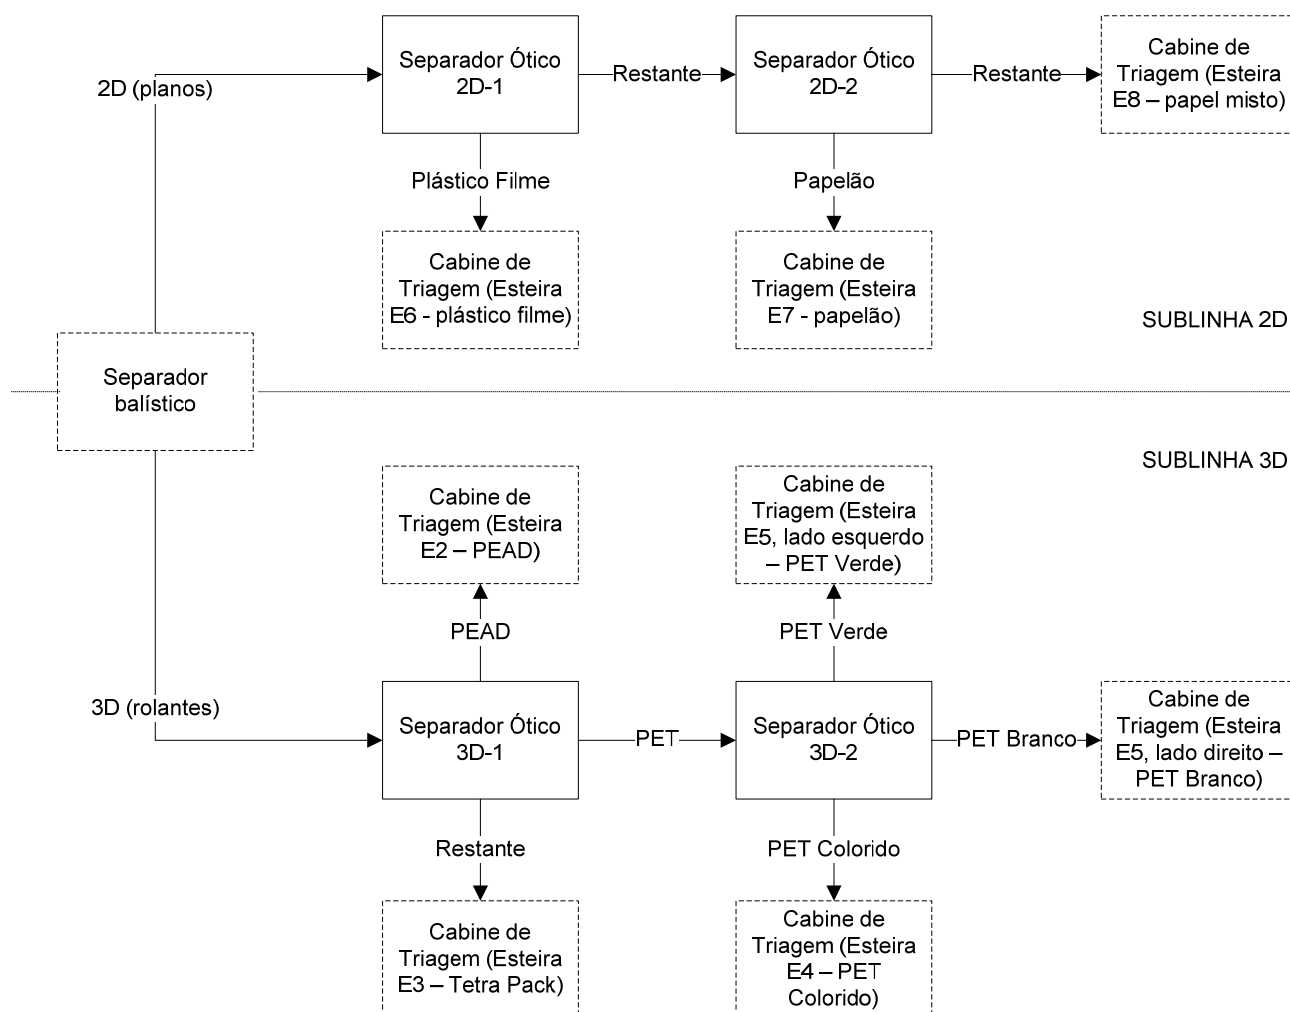 Separador Ótico
2D-1
Restante
Separador Ótico
2D-2
Restante
Cabine de
Triagem (Esteira
E8 – papel misto)
2D (planos)
Plástico Filme
Papelão
Cabine de
Triagem (Esteira
E6 - plástico filme)
Cabine de
Triagem (Esteira
E7 - papelão)
SUBLINHA 2D
Separador
balístico
SUBLINHA 3D
Cabine de
Triagem (Esteira
E2 – PEAD)
Cabine de
Triagem (Esteira
E5, lado esquerdo
– PET Verde)
PEAD
PET Verde
3D (rolantes)
Separador Ótico
3D-1
PET
Separador Ótico
3D-2
PET Branco
Cabine de
Triagem (Esteira
E5, lado direito –
PET Branco)
Restante
PET Colorido
Cabine de
Triagem (Esteira
E3 – Tetra Pack)
Cabine de
Triagem (Esteira
E4 – PET
Colorido)